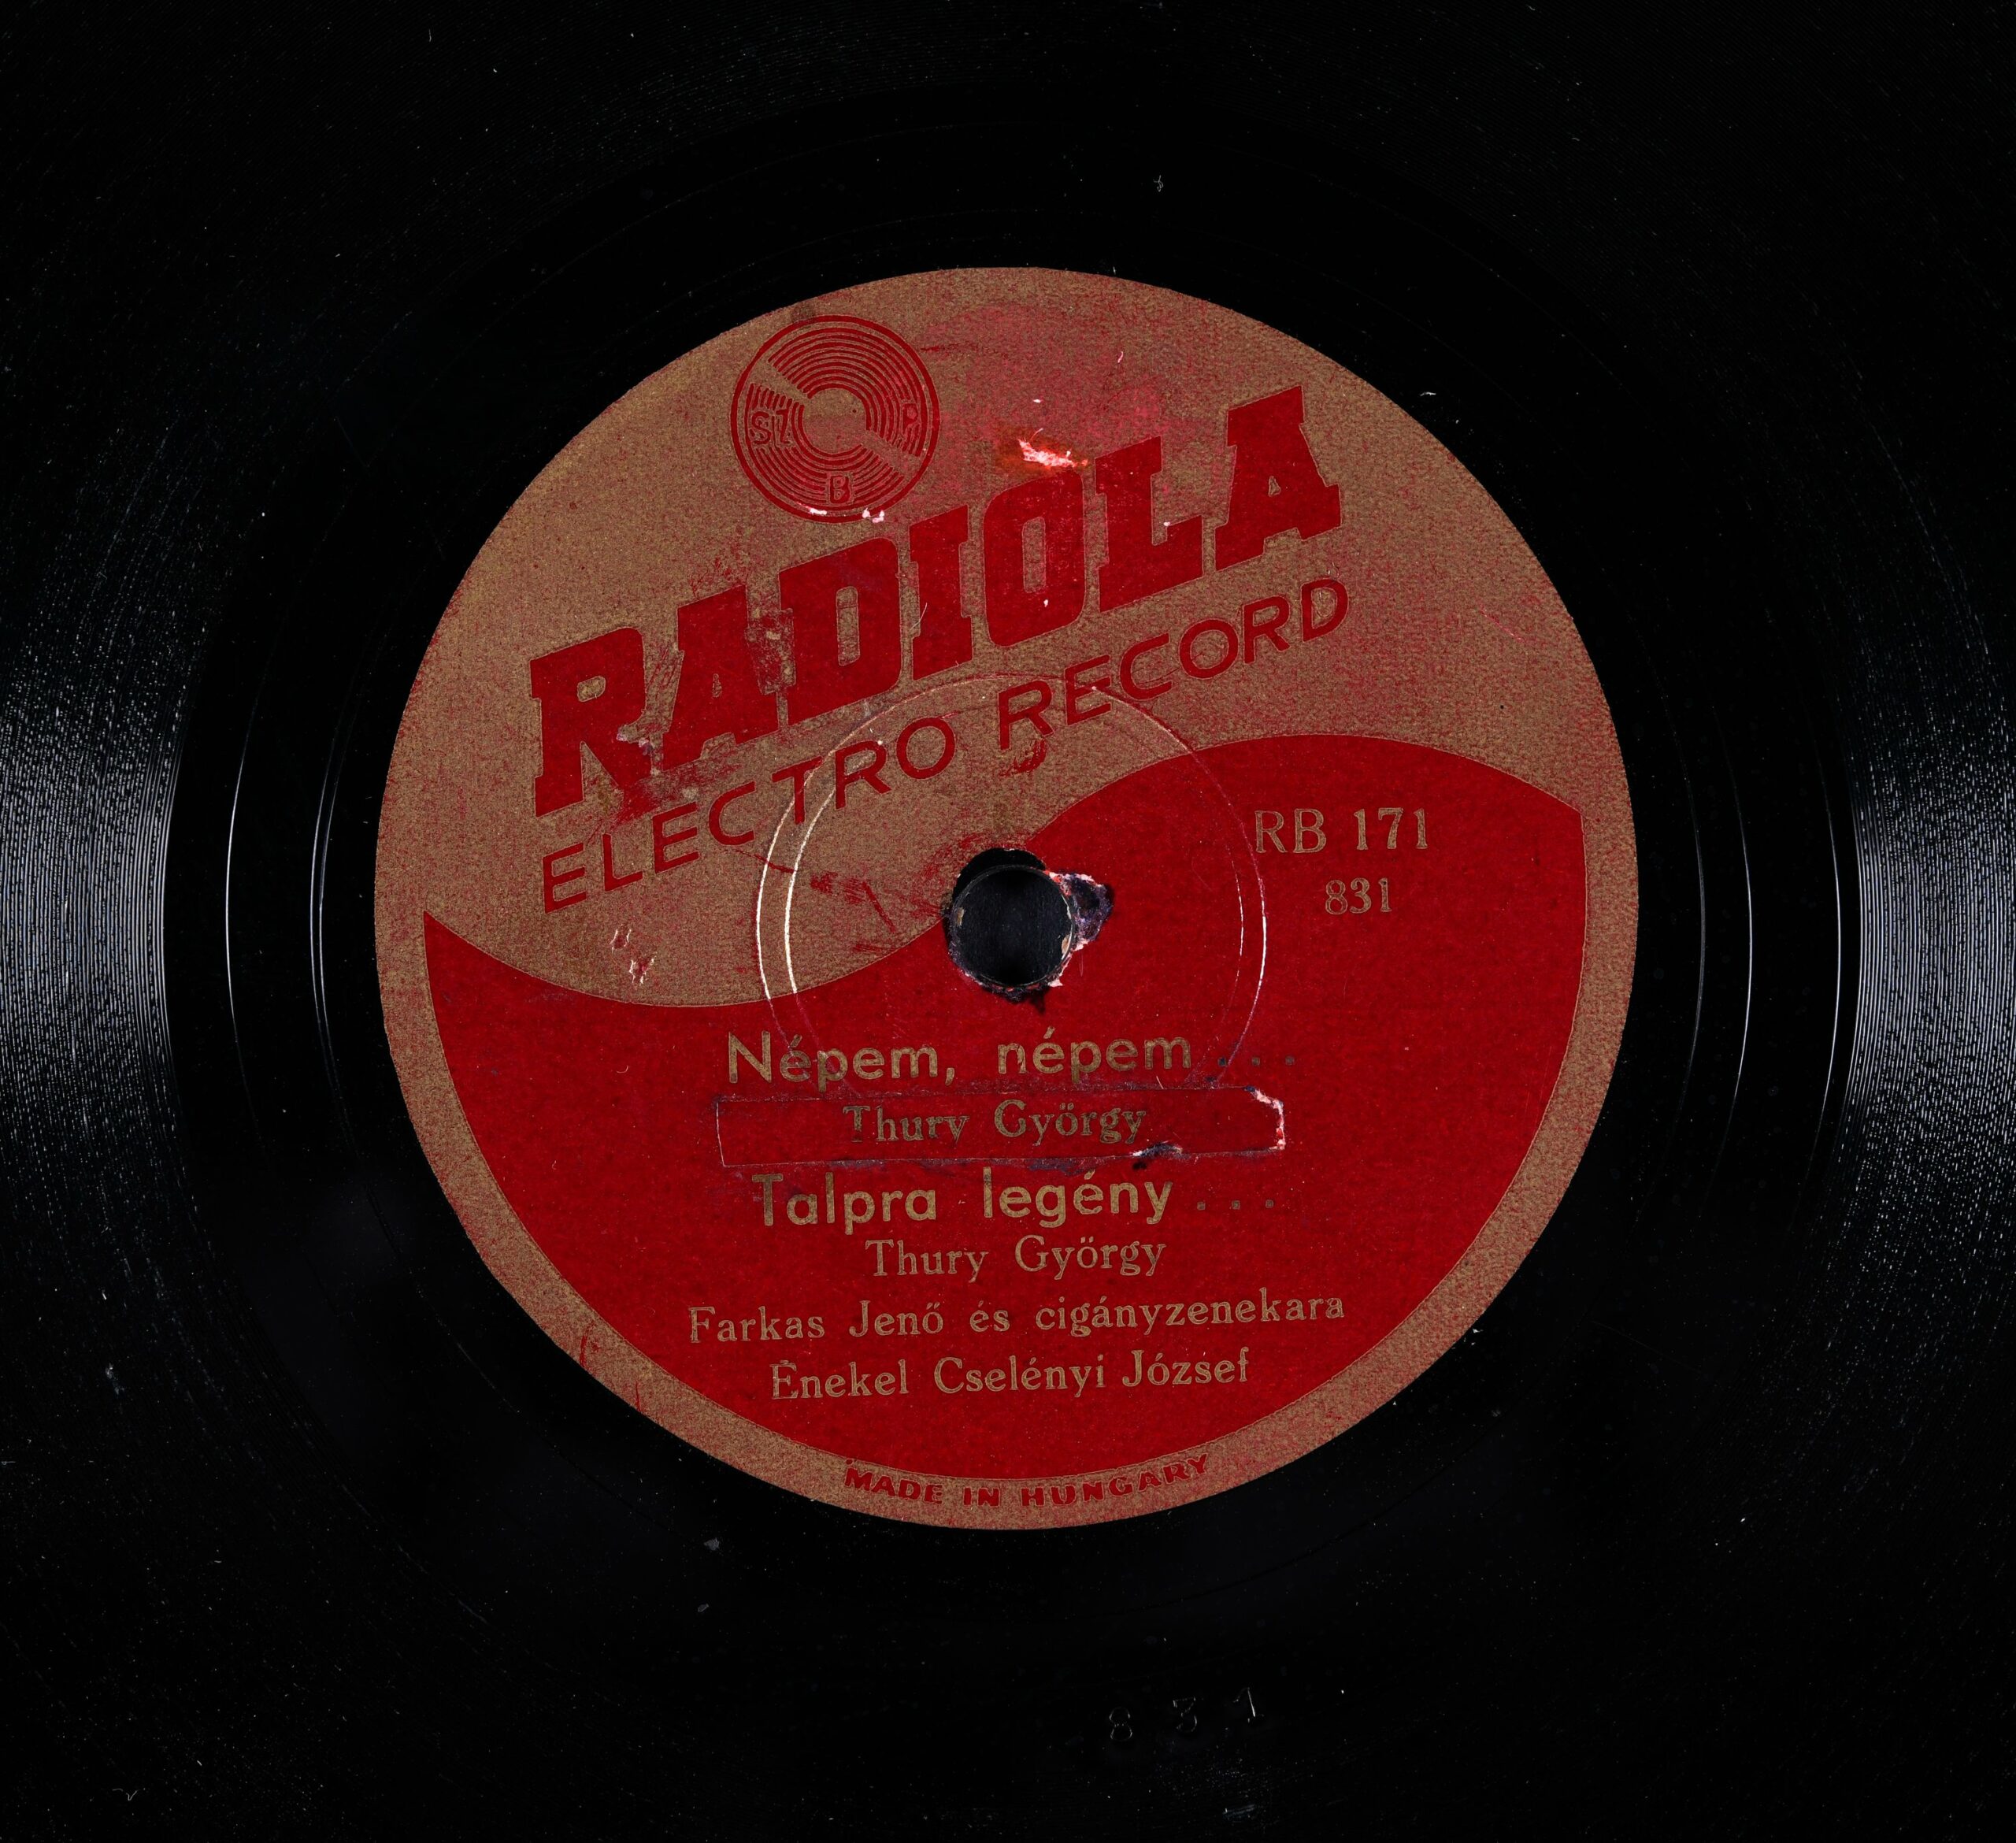 SZ
R
B
RADIOLA
ELECTRO RECORD
RB 171
831
Népem, népem . . .
Thury György
Talpra legény . . .
Thury György
Farkas Jenő és cigányzenekara
Énekel Cselényi József
MADE IN HUNGARY
831